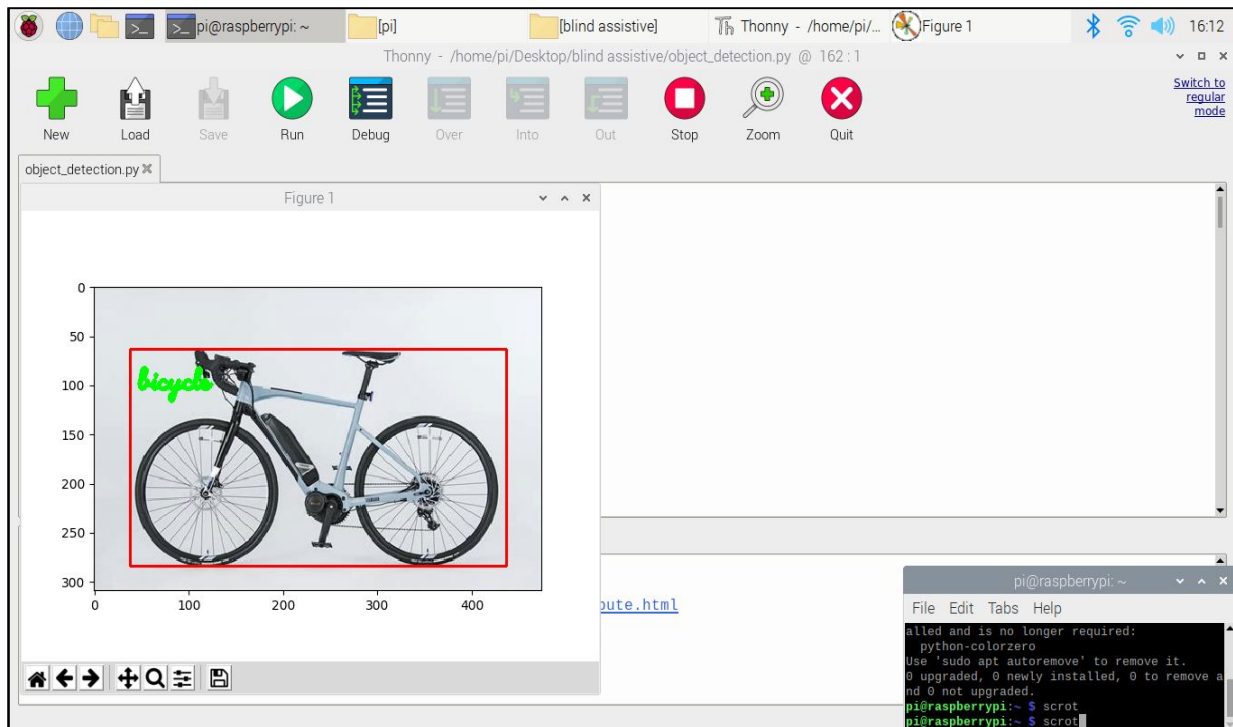 pi@raspberrypi: ~ [pi] [blind assistive] Thonny - /home/pi/... Figure 1 16:12
Thonny - /home/pi/Desktop/blind assistive/object_detection.py @ 162 : 1
New Load Save Run Debug Over Into Out Stop Zoom Quit
Switch to
regular
mode
object_detection.py
Figure 1
0
50
100
150
200
250
300
bicycle
0 100 200 300 400
bute.html
pi@raspberrypi: ~
File Edit Tabs Help
alled and is no longer required:
python-colorzero
Use 'sudo apt autoremove' to remove it.
0 upgraded, 0 newly installed, 0 to remove a
nd 0 not upgraded.
pi@raspberrypi:~ $ scrot
pi@raspberrypi:~ $ scrot